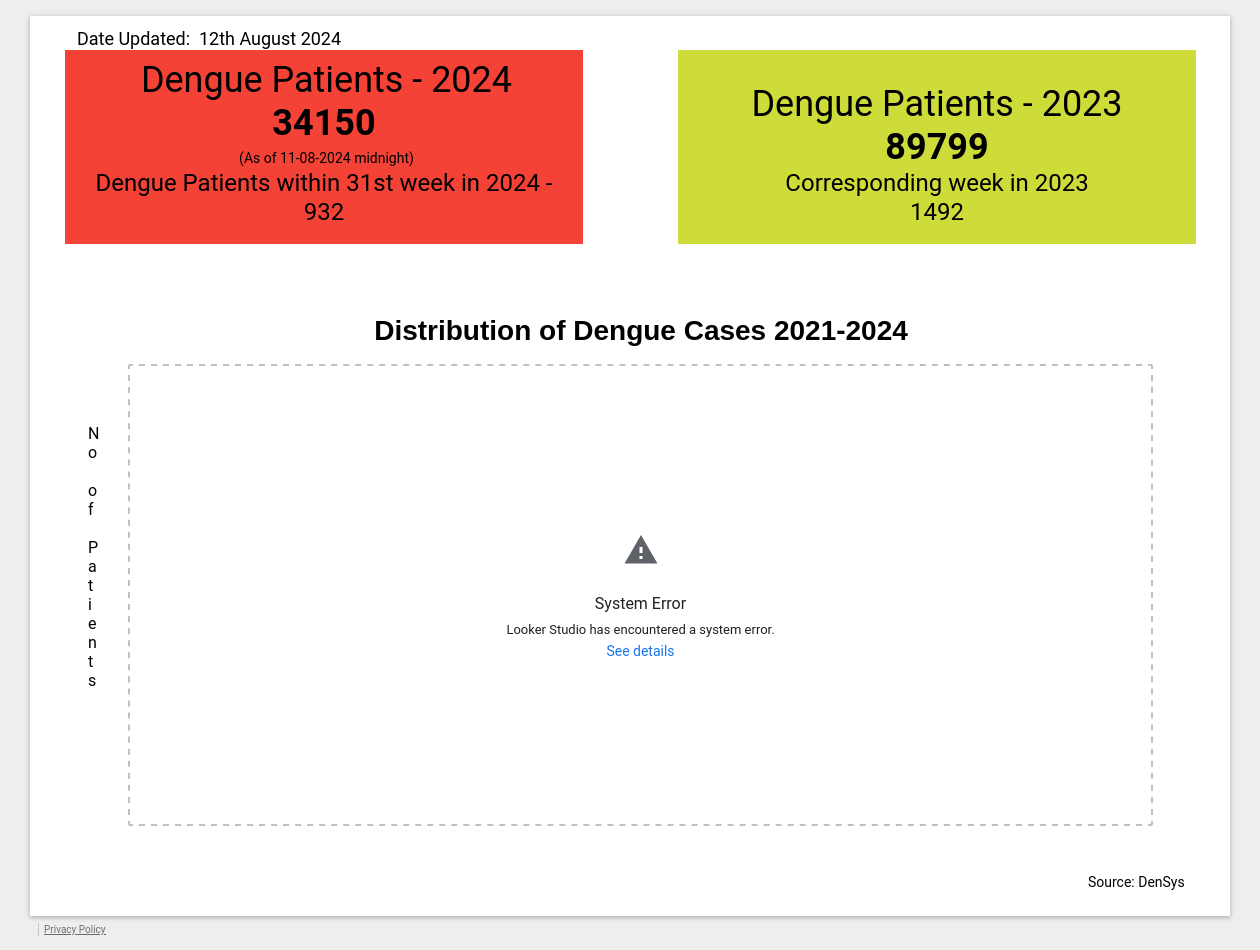 Date Updated:  12th August 2024
Dengue Patients - 2024
34150
(As of 11-08-2024 midnight)
Dengue Patients within 31st week in 2024 -
932
Dengue Patients - 2023
89799
Corresponding week in 2023
1492
Distribution of Dengue Cases 2021-2024
No of Patients
System Error
Looker Studio has encountered a system error.
See details
Source: DenSys
Privacy Policy